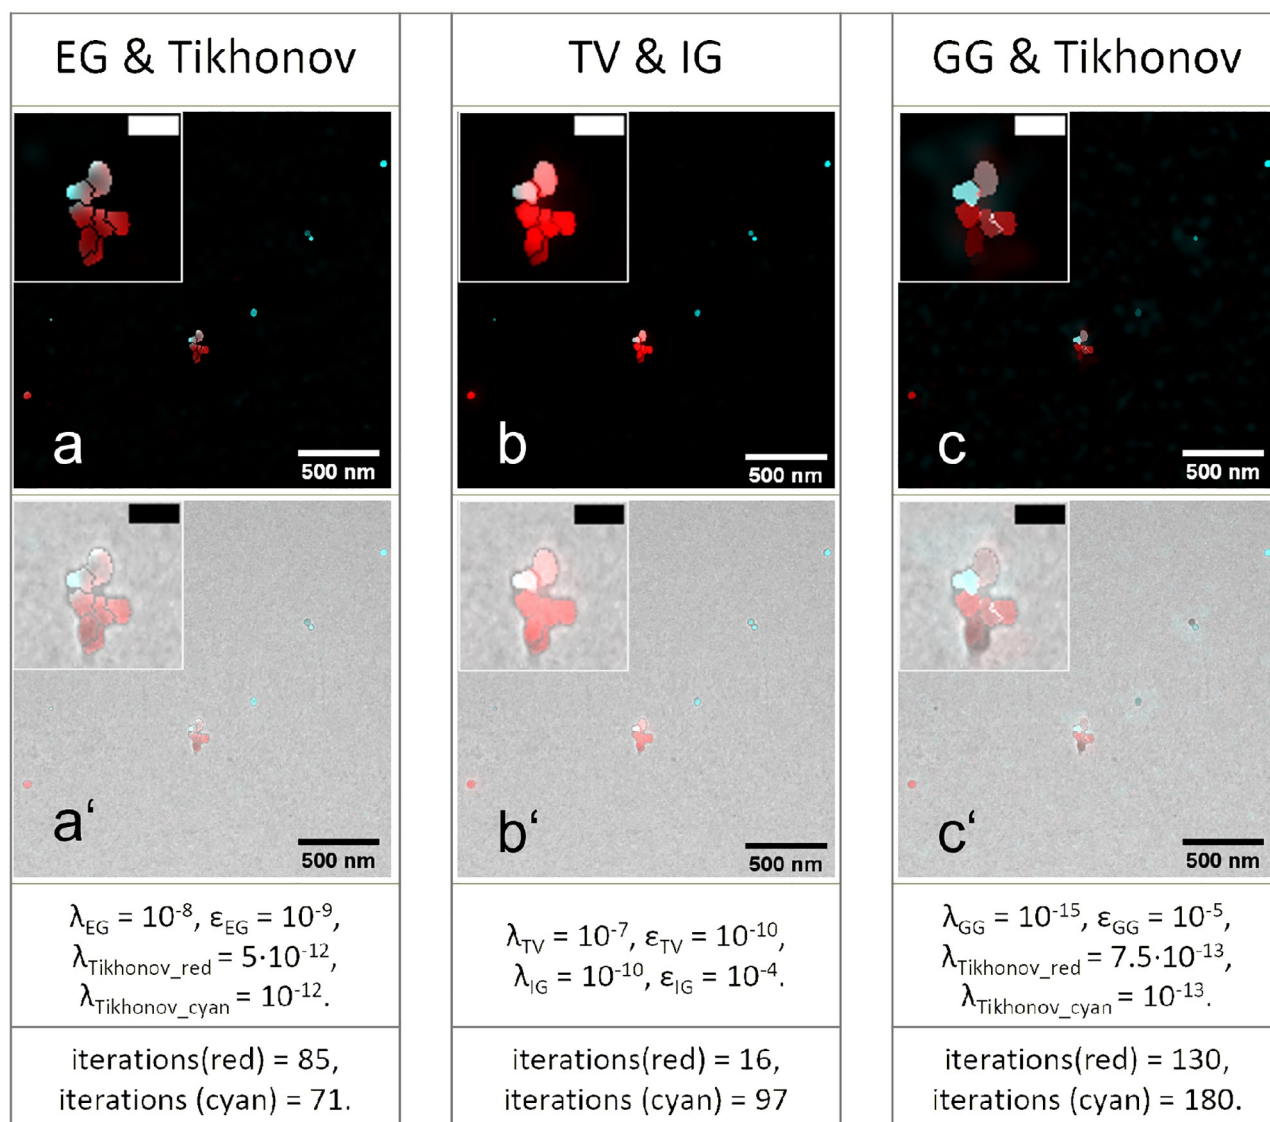 EG & Tikhonov
TV & IG
GG & Tikhonov
a
500 nm
b
500 nm
c
500 nm
a‘
500 nm
b‘
500 nm
c‘
500 nm
λEG = 10⁻⁸, εEG = 10⁻⁹,
λTikhonov_red = 5·10⁻¹²,
λTikhonov_cyan = 10⁻¹².
λTV = 10⁻⁷, εTV = 10⁻¹⁰,
λIG = 10⁻¹⁰, εIG = 10⁻⁴.
λGG = 10⁻¹⁵, εGG = 10⁻⁵,
λTikhonov_red = 7.5·10⁻¹³,
λTikhonov_cyan = 10⁻¹³.
iterations(red) = 85,
iterations (cyan) = 71.
iterations(red) = 16,
iterations (cyan) = 97
iterations(red) = 130,
iterations (cyan) = 180.